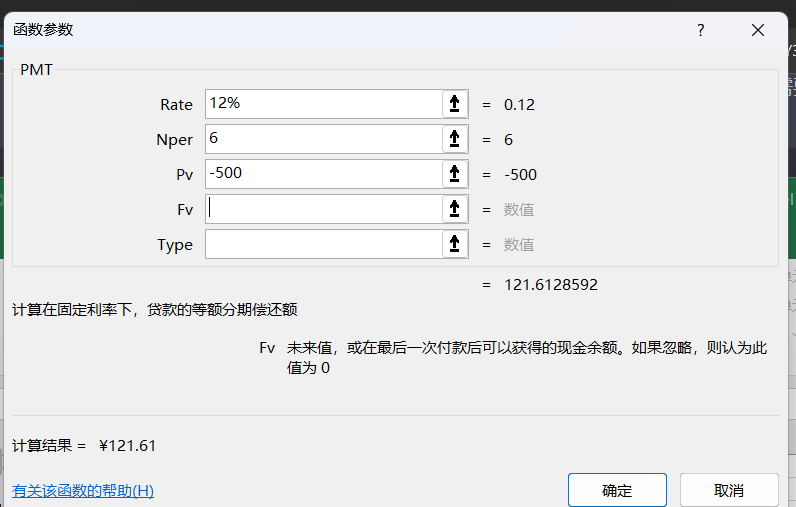 函数参数
?
PMT
Rate 12% = 0.12
Nper 6 = 6
Pv -500 = -500
Fv = 数值
Type = 数值
= 121.6128592
计算在固定利率下，贷款的等额分期偿还额
Fv 未来值，或在最后一次付款后可以获得的现金余额。如果忽略，则认为此
值为 0
计算结果 = ¥121.61
有关该函数的帮助(H)
确定 取消